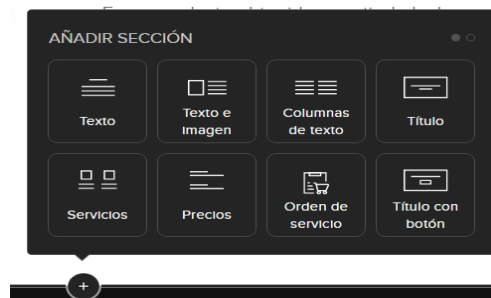 AÑADIR SECCIÓN
Texto
Texto e
Imagen
Columnas
de texto
Título
Servicios
Precios
Orden de
servicio
Título con
botón
+